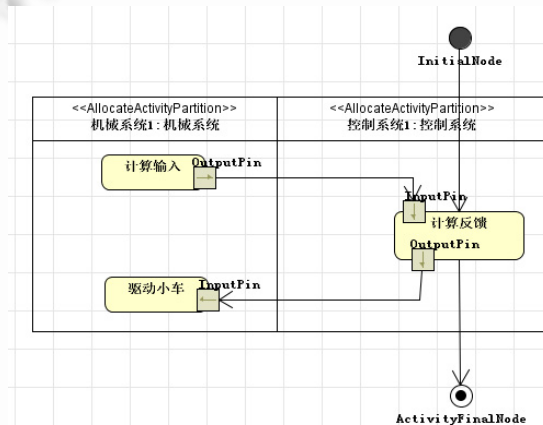 InitialNode
<<AllocateActivityPartition>>
机械系统1 : 机械系统
<<AllocateActivityPartition>>
控制系统1 : 控制系统
计算输入
OutputPin
InputPin
计算反馈
OutputPin
驱动小车
InputPin
ActivityFinalNode